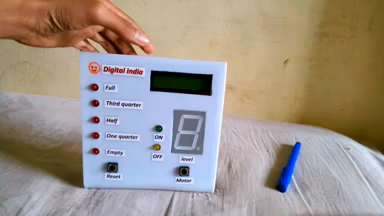 Digital India
Full
Third quarter
Half
One quarter
Empty
ON
OFF
level
Reset
Motor